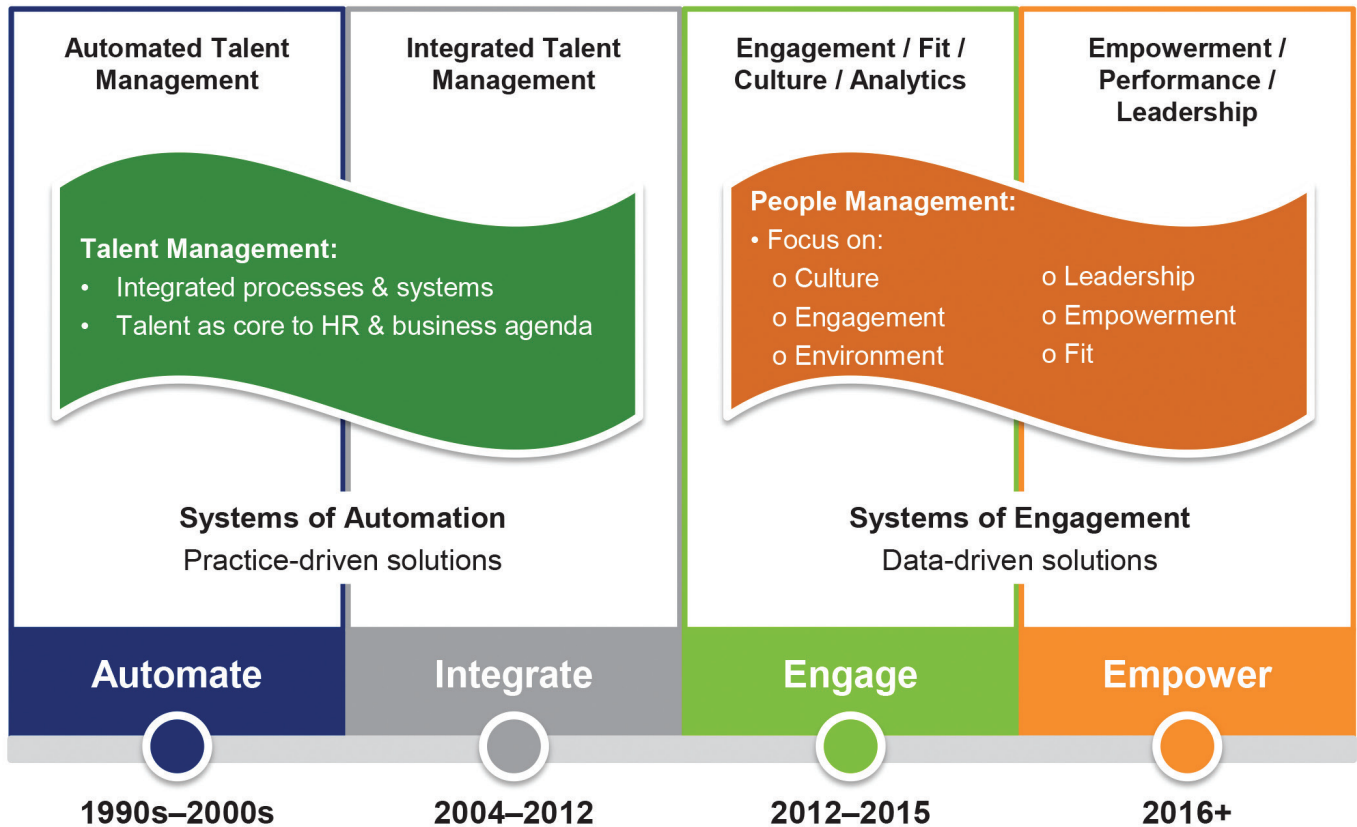 Automated Talent
Management
Integrated Talent
Management
Engagement / Fit /
Culture / Analytics
Empowerment /
Performance /
Leadership
Talent Management:
• Integrated processes & systems
• Talent as core to HR & business agenda
People Management:
• Focus on:
o Culture
o Engagement
o Environment
o Leadership
o Empowerment
o Fit
Systems of Automation
Practice-driven solutions
Systems of Engagement
Data-driven solutions
Automate
Integrate
Engage
Empower
1990s–2000s
2004–2012
2012–2015
2016+